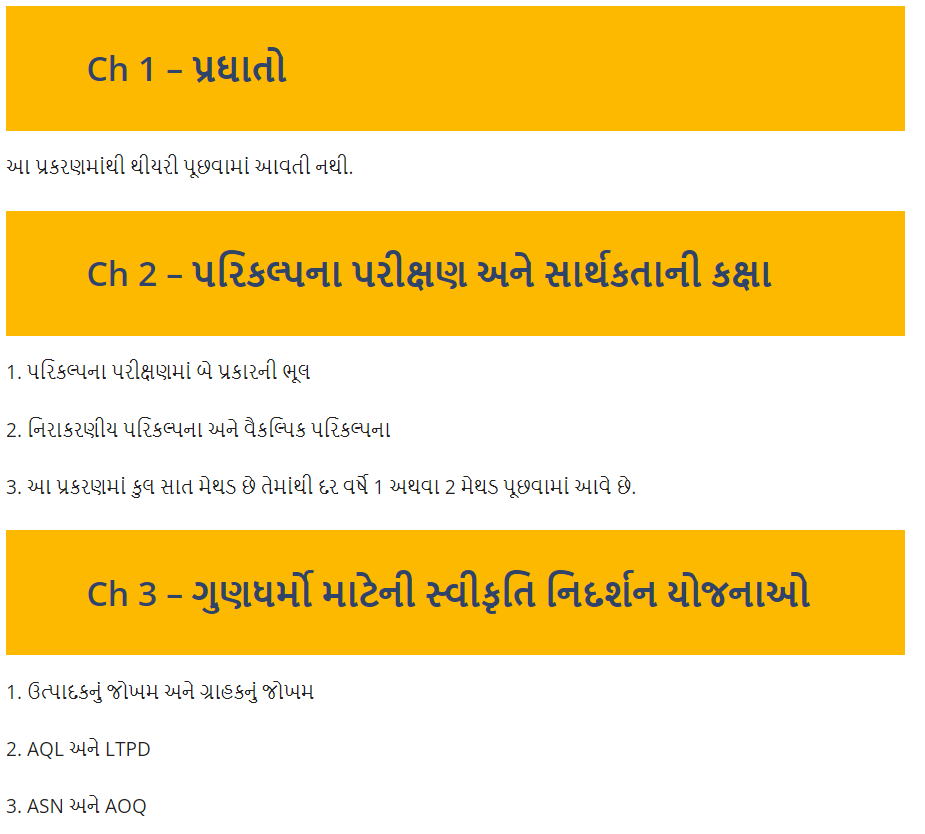 Ch 1 – પ્રઘાતો
આ પ્રકરણમાંથી થીયરી પૂછવામાં આવતી નથી.
Ch 2 – પરિકલ્પના પરીક્ષણ અને સાર્થકતાની કક્ષા
1. પરિકલ્પના પરીક્ષણમાં બે પ્રકારની ભૂલ
2. નિરાકરણીય પરિકલ્પના અને વૈકલ્પિક પરિકલ્પના
3. આ પ્રકરણમાં કુલ સાત મેથડ છે તેમાંથી દર વર્ષે 1 અથવા 2 મેથડ પૂછવામાં આવે છે.
Ch 3 – ગુણધર્મો માટેની સ્વીકૃતિ નિદર્શન યોજનાઓ
1. ઉત્પાદકનું જોખમ અને ગ્રાહકનું જોખમ
2. AQL અને LTPD
3. ASN અને AOQ